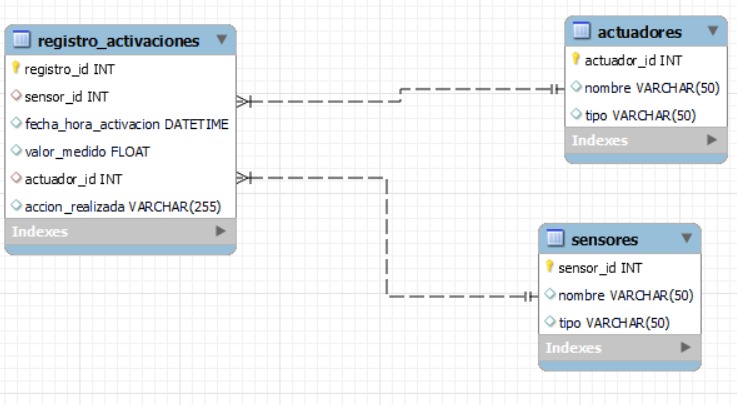 registro_activaciones
registro_id INT
sensor_id INT
fecha_hora_activacion DATETIME
valor_medido FLOAT
actuador_id INT
accion_realizada VARCHAR(255)
Indexes
actuadores
actuador_id INT
nombre VARCHAR(50)
tipo VARCHAR(50)
Indexes
sensores
sensor_id INT
nombre VARCHAR(50)
tipo VARCHAR(50)
Indexes